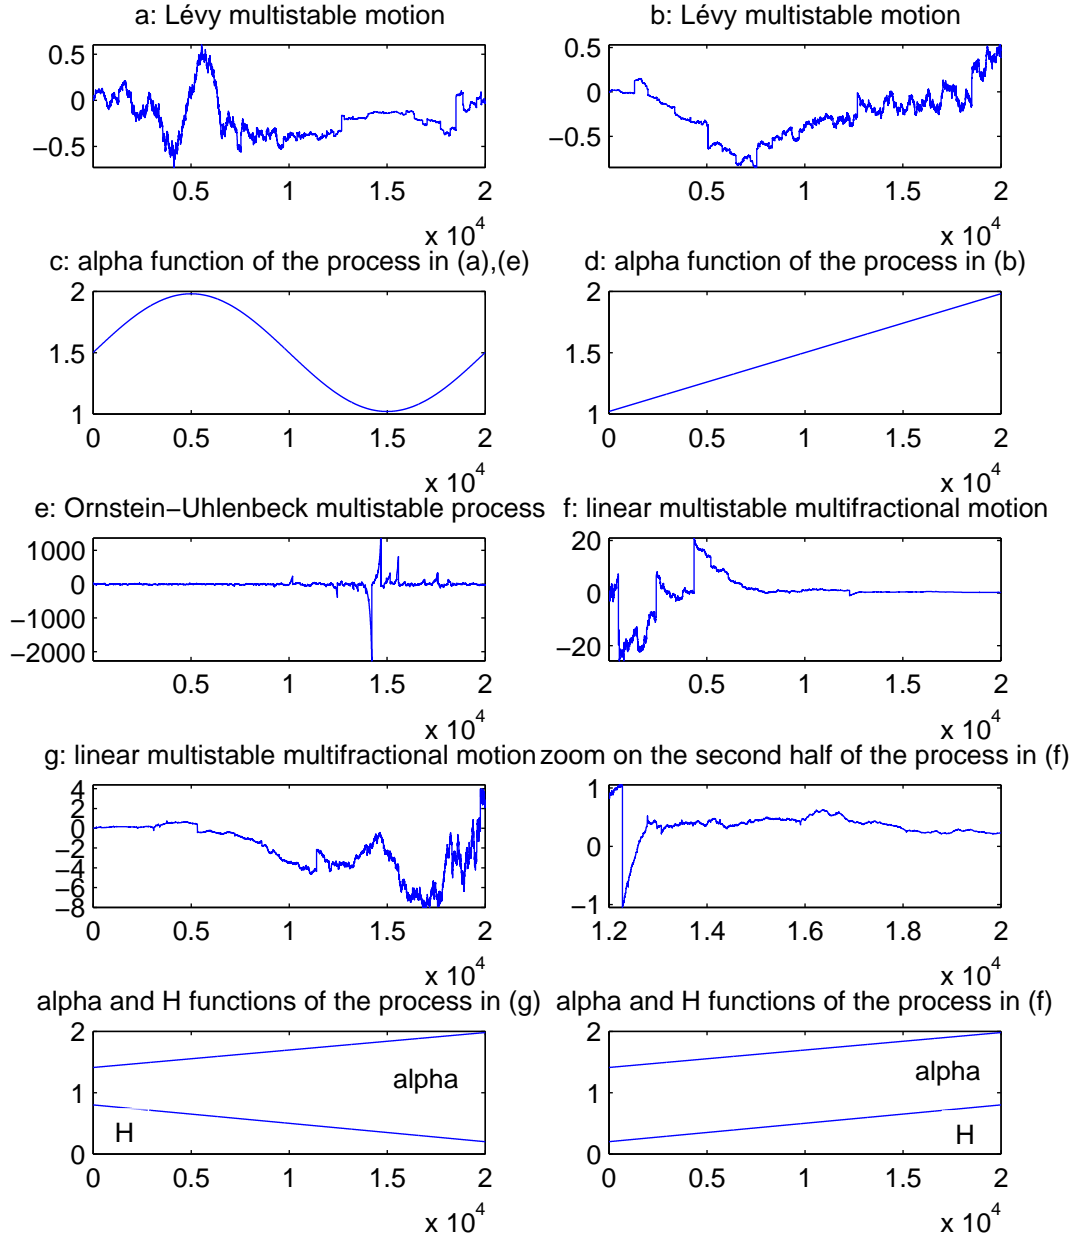 a: Lévy multistable motion
0.5
0
−0.5
0.5 1 1.5 2
x 10^4
b: Lévy multistable motion
0.5
0
−0.5
0.5 1 1.5 2
x 10^4
c: alpha function of the process in (a),(e)
2
1.5
1
0 0.5 1 1.5 2
x 10^4
d: alpha function of the process in (b)
2
1.5
1
0 0.5 1 1.5 2
x 10^4
e: Ornstein−Uhlenbeck multistable process
1000
0
−1000
−2000
0.5 1 1.5 2
x 10^4
f: linear multistable multifractional motion
20
0
−20
0.5 1 1.5 2
x 10^4
g: linear multistable multifractional motion
4
2
0
−2
−4
−6
−8
0 0.5 1 1.5 2
x 10^4
zoom on the second half of the process in (f)
1
0
−1
1.2 1.4 1.6 1.8 2
x 10^4
alpha and H functions of the process in (g)
2
1
0
alpha
H
0 0.5 1 1.5 2
x 10^4
alpha and H functions of the process in (f)
2
1
0
alpha
H
0 0.5 1 1.5 2
x 10^4